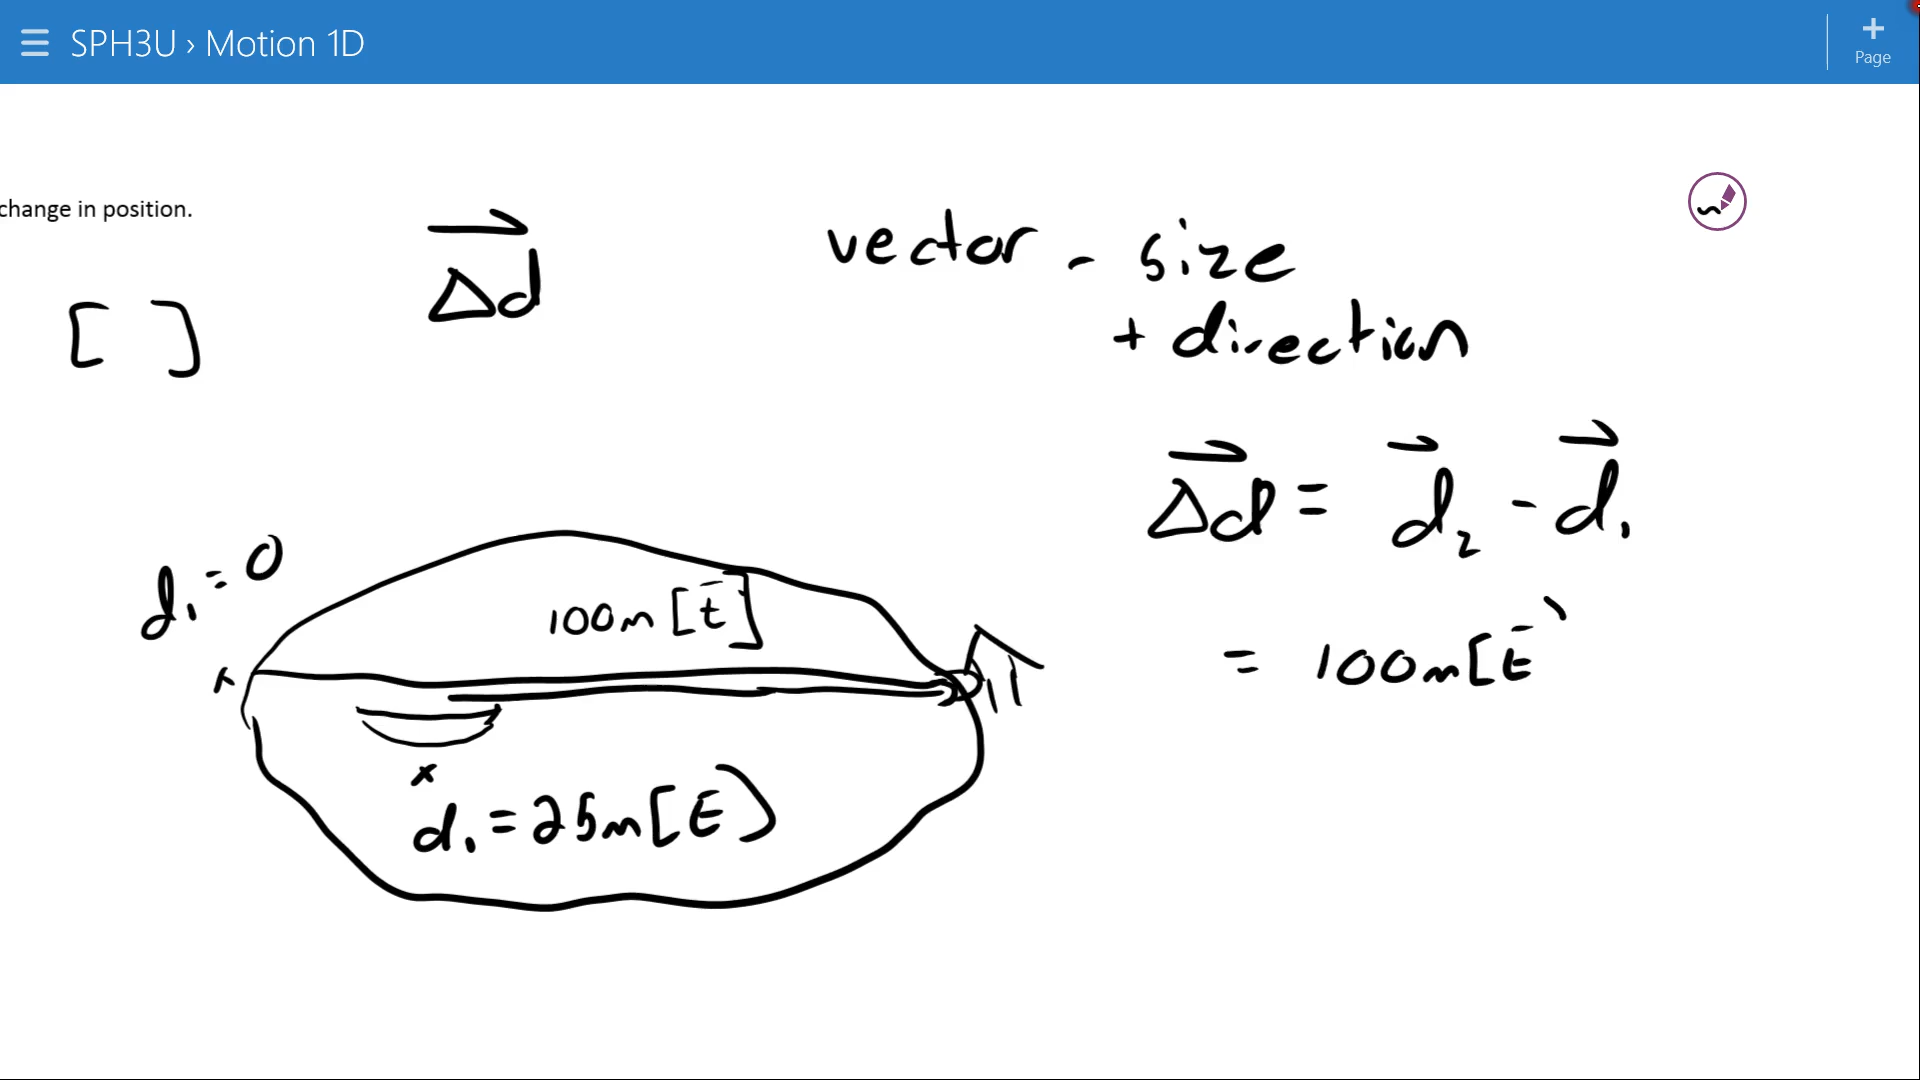 SPH3U › Motion 1D
Page
change in position.
Δd
vector - size
+ direction
[ ]
Δd = d₂ - d₁
d₁ = 0
100m [E]
= 100m [E
x
d₁ = 25m [E]